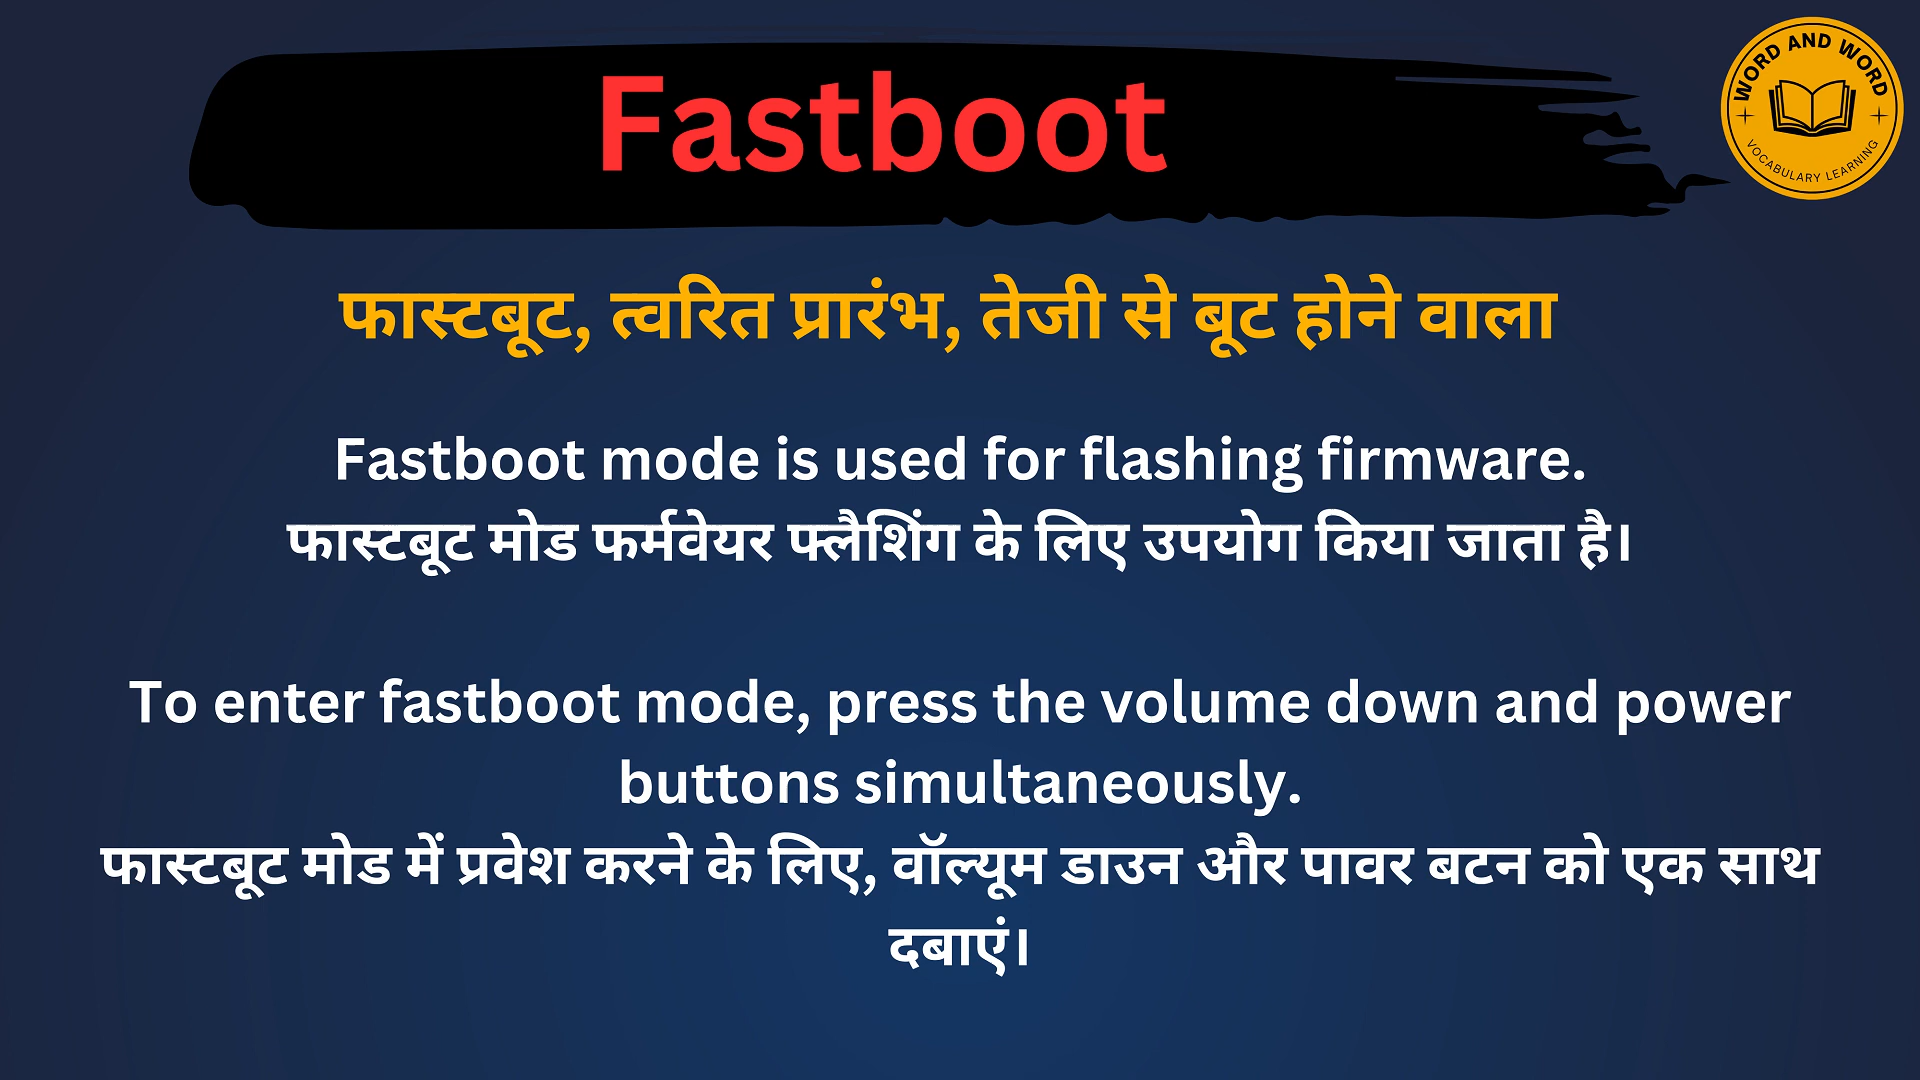 Fastboot
WORD AND WORD
VOCABULARY LEARNING
फास्टबूट, त्वरित प्रारंभ, तेजी से बूट होने वाला
Fastboot mode is used for flashing firmware.
फास्टबूट मोड फर्मवेयर फ्लैशिंग के लिए उपयोग किया जाता है।
To enter fastboot mode, press the volume down and power
buttons simultaneously.
फास्टबूट मोड में प्रवेश करने के लिए, वॉल्यूम डाउन और पावर बटन को एक साथ
दबाएं।